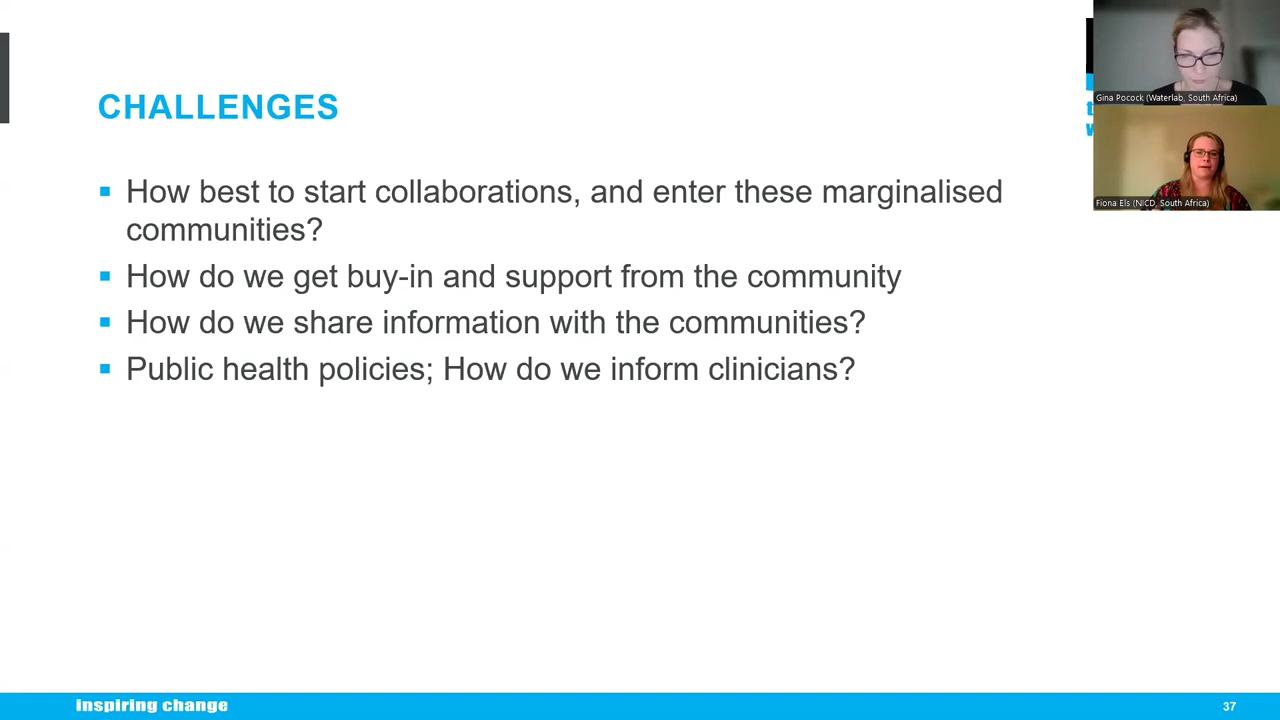 CHALLENGES
▪ How best to start collaborations, and enter these marginalised
communities?
▪ How do we get buy-in and support from the community
▪ How do we share information with the communities?
▪ Public health policies; How do we inform clinicians?
Gina Pocock (Waterlab, South Africa)
Fiona Els (NICD, South Africa)
inspiring change
37